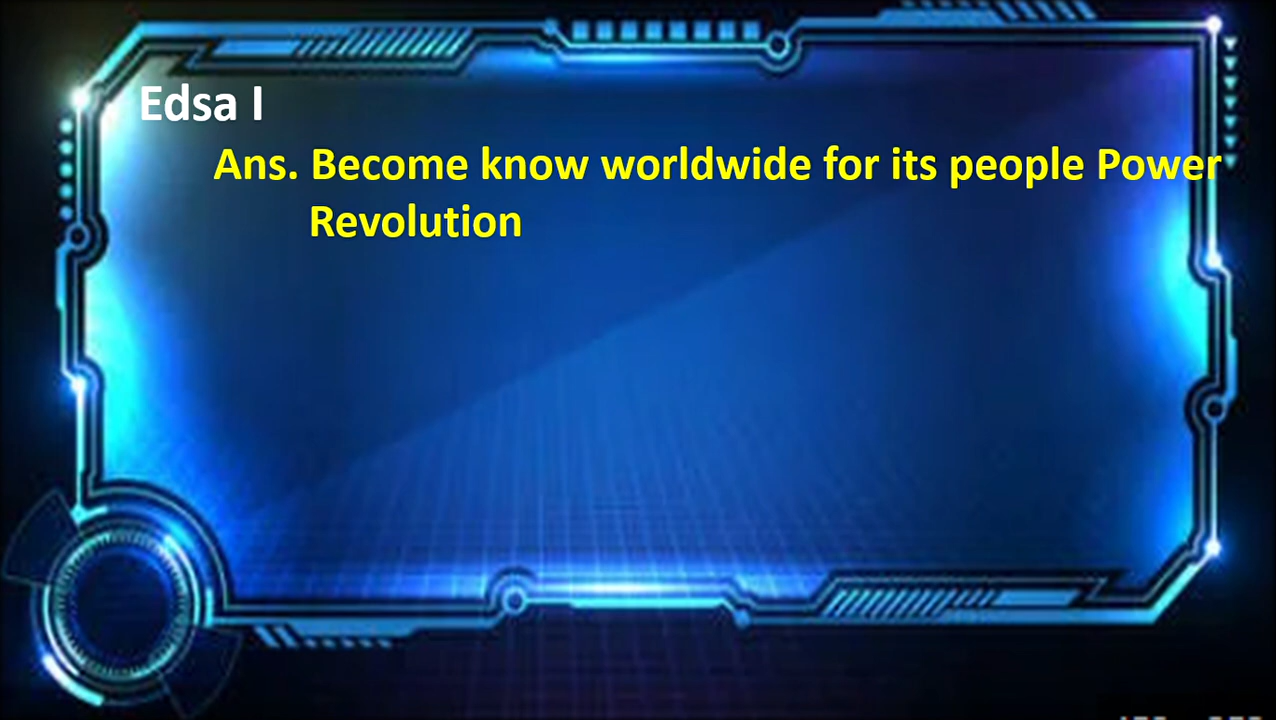 Edsa I
Ans. Become know worldwide for its people Power
Revolution